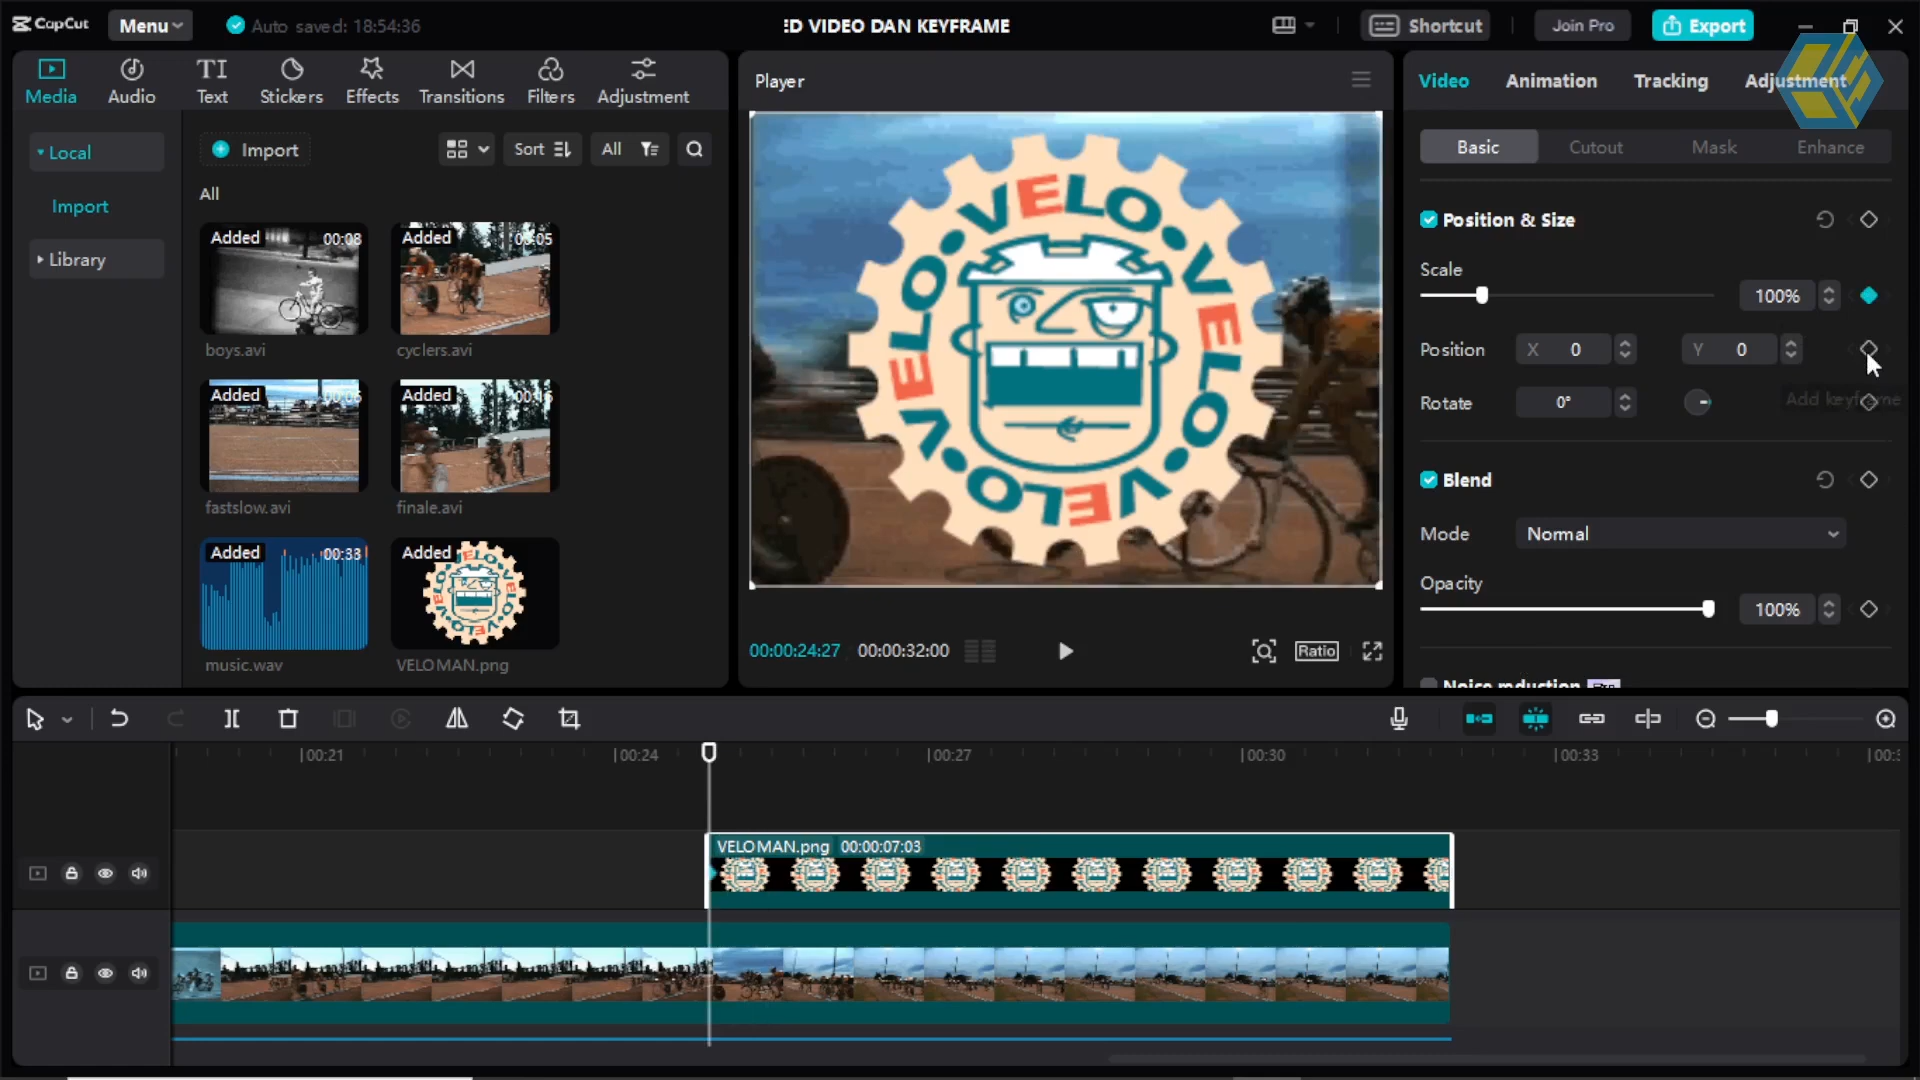 CapCut
Menu
Auto saved: 18:54:36
ED VIDEO DAN KEYFRAME
Shortcut
Join Pro
Export
Media
Audio
TI
Text
Stickers
Effects
Transitions
Filters
Adjustment
Player
Video
Animation
Tracking
Adjustment
Local
Import
Library
Import
Sort
All
All
Added 00:08
boys.avi
Added 00:05
cyclers.avi
Added
fastslow.avi
Added
finale.avi
Added 00:33
music.wav
Added
VELOMAN.png
VELO VELO VELO VELO
00:00:24:27
00:00:32:00
Ratio
Basic
Cutout
Mask
Enhance
Position & Size
Scale
100%
Position
X 0
Y 0
Rotate
0°
Add keyframe
Blend
Mode
Normal
Opacity
100%
00:21
00:24
00:27
00:30
00:33
VELOMAN.png 00:00:07:03